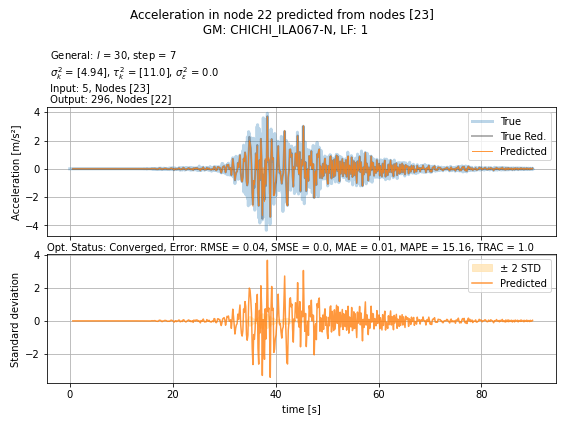 Acceleration in node 22 predicted from nodes [23]
GM: CHICHI_ILA067-N, LF: 1
General: l = 30, step = 7
σ²ₖ = [4.94], τ²ₖ = [11.0], σ²ε = 0.0
Input: 5, Nodes [23]
Output: 296, Nodes [22]
4
2
0
−2
−4
Acceleration [m/s²]
True
True Red.
Predicted
Opt. Status: Converged, Error: RMSE = 0.04, SMSE = 0.0, MAE = 0.01, MAPE = 15.16, TRAC = 1.0
4
2
0
−2
Standard deviation
± 2 STD
Predicted
0
20
40
60
80
time [s]